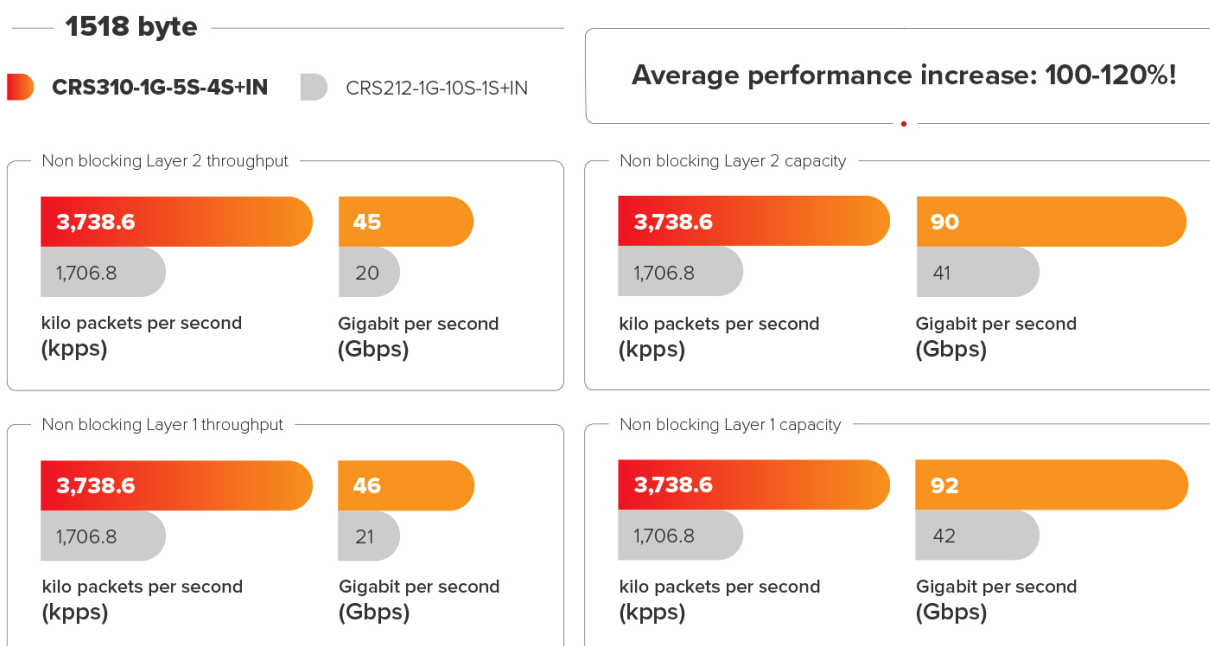 1518 byte
CRS310-1G-5S-4S+IN
CRS212-1G-10S-1S+IN
Average performance increase: 100-120%!
Non blocking Layer 2 throughput
3,738.6
1,706.8
kilo packets per second
(kpps)
45
20
Gigabit per second
(Gbps)
Non blocking Layer 2 capacity
3,738.6
1,706.8
kilo packets per second
(kpps)
90
41
Gigabit per second
(Gbps)
Non blocking Layer 1 throughput
3,738.6
1,706.8
kilo packets per second
(kpps)
46
21
Gigabit per second
(Gbps)
Non blocking Layer 1 capacity
3,738.6
1,706.8
kilo packets per second
(kpps)
92
42
Gigabit per second
(Gbps)